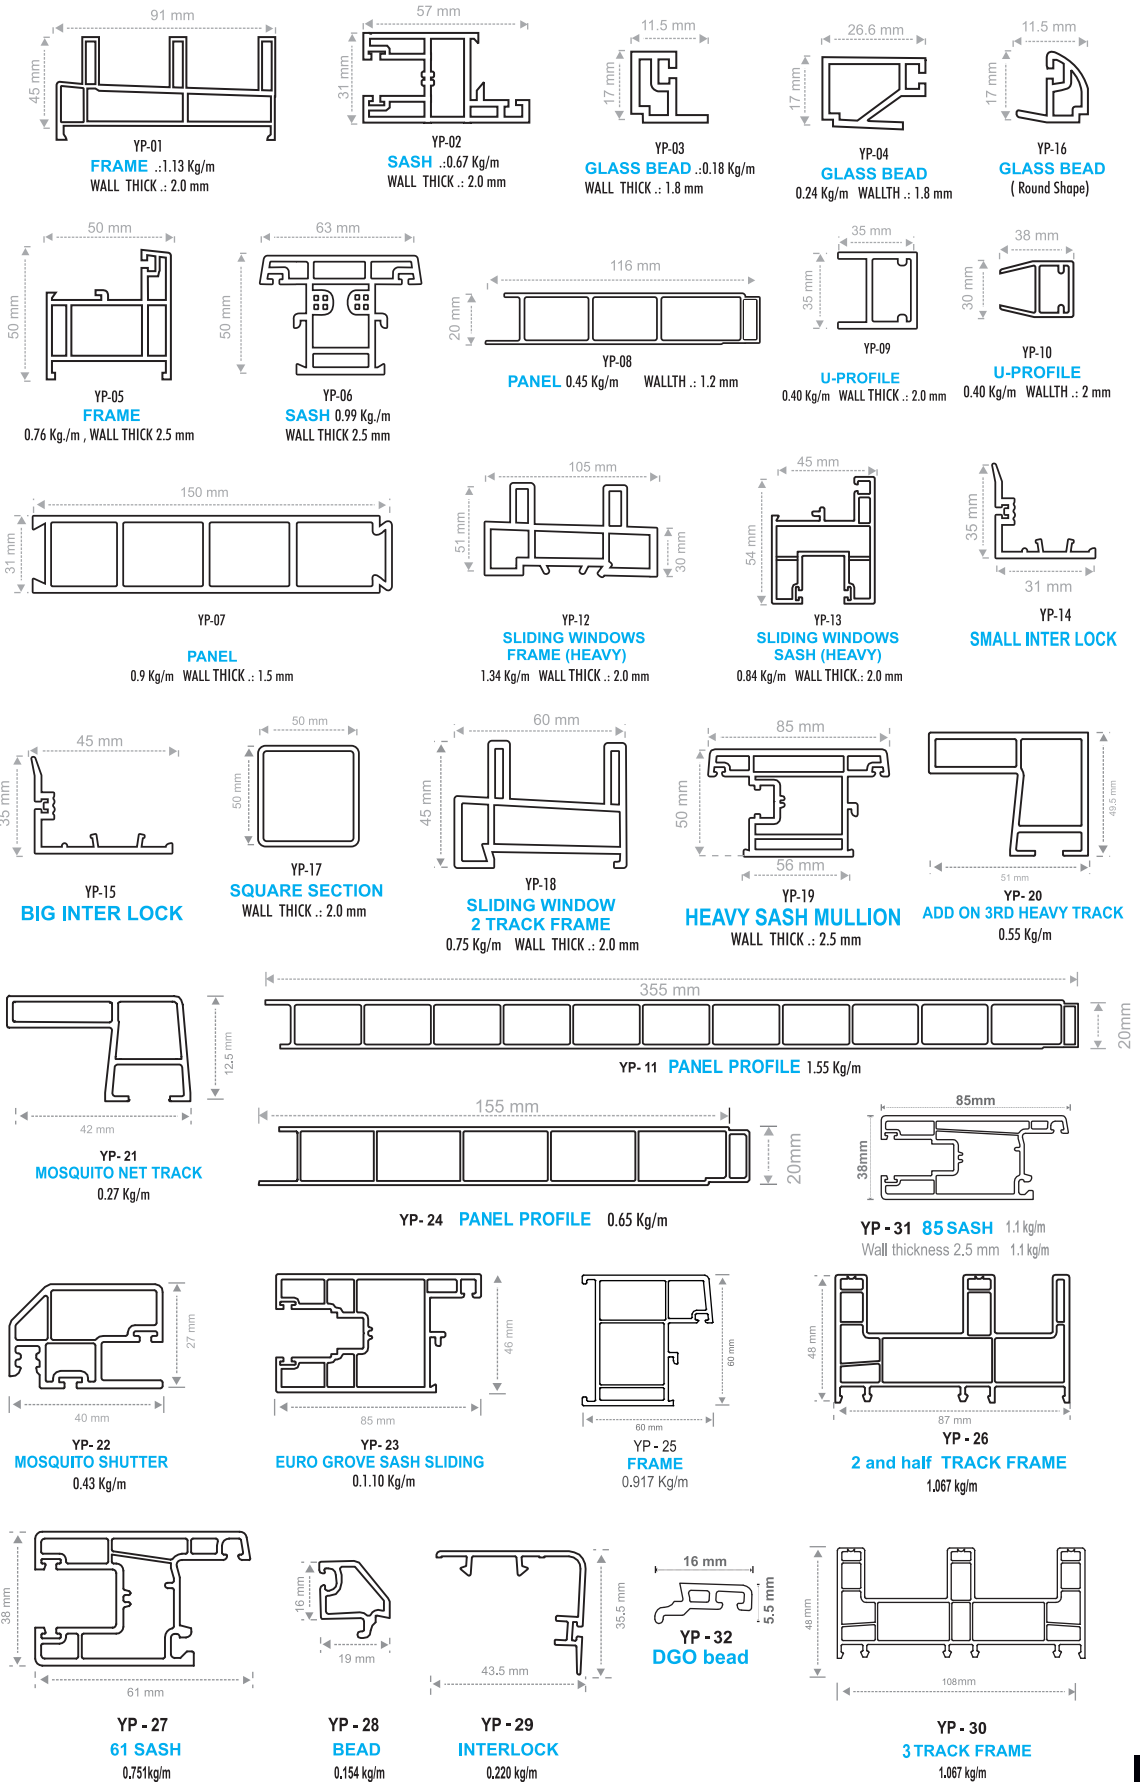 91 mm
45 mm
YP-01
FRAME .:1.13 Kg/m
WALL THICK .: 2.0 mm
57 mm
31 mm
YP-02
SASH .:0.67 Kg/m
WALL THICK .: 2.0 mm
11.5 mm
17 mm
YP-03
GLASS BEAD .:0.18 Kg/m
WALL THICK .: 1.8 mm
26.6 mm
17 mm
YP-04
GLASS BEAD
0.24 Kg/m WALLTH .: 1.8 mm
11.5 mm
17 mm
YP-16
GLASS BEAD
( Round Shape)
50 mm
50 mm
YP-05
FRAME
0.76 Kg./m , WALL THICK 2.5 mm
63 mm
50 mm
YP-06
SASH 0.99 Kg./m
WALL THICK 2.5 mm
116 mm
20 mm
YP-08
PANEL 0.45 Kg/m WALLTH .: 1.2 mm
35 mm
35 mm
YP-09
U-PROFILE
0.40 Kg/m WALL THICK .: 2.0 mm
38 mm
30 mm
YP-10
U-PROFILE
0.40 Kg/m WALLTH .: 2 mm
150 mm
31 mm
YP-07
PANEL
0.9 Kg/m WALL THICK .: 1.5 mm
105 mm
51 mm
30 mm
YP-12
SLIDING WINDOWS
FRAME (HEAVY)
1.34 Kg/m WALL THICK .: 2.0 mm
45 mm
54 mm
YP-13
SLIDING WINDOWS
SASH (HEAVY)
0.84 Kg/m WALL THICK.: 2.0 mm
35 mm
31 mm
YP-14
SMALL INTER LOCK
45 mm
35 mm
YP-15
BIG INTER LOCK
50 mm
50 mm
YP-17
SQUARE SECTION
WALL THICK .: 2.0 mm
60 mm
45 mm
YP-18
SLIDING WINDOW
2 TRACK FRAME
0.75 Kg/m WALL THICK .: 2.0 mm
85 mm
50 mm
56 mm
YP-19
HEAVY SASH MULLION
WALL THICK .: 2.5 mm
49.5 mm
51 mm
YP- 20
ADD ON 3RD HEAVY TRACK
0.55 Kg/m
12.5 mm
42 mm
YP- 21
MOSQUITO NET TRACK
0.27 Kg/m
355 mm
20mm
YP- 11 PANEL PROFILE 1.55 Kg/m
155 mm
20mm
YP- 24 PANEL PROFILE 0.65 Kg/m
85mm
38mm
YP - 31 85 SASH 1.1 kg/m
Wall thickness 2.5 mm 1.1 kg/m
27 mm
40 mm
YP- 22
MOSQUITO SHUTTER
0.43 Kg/m
46 mm
85 mm
YP- 23
EURO GROVE SASH SLIDING
0.1.10 Kg/m
60 mm
60 mm
YP - 25
FRAME
0.917 Kg/m
48 mm
87 mm
YP - 26
2 and half TRACK FRAME
1.067 kg/m
38 mm
61 mm
YP - 27
61 SASH
0.751kg/m
16 mm
19 mm
YP - 28
BEAD
0.154 kg/m
35.5 mm
43.5 mm
YP - 29
INTERLOCK
0.220 kg/m
16 mm
5.5 mm
YP - 32
DGO bead
48 mm
108mm
YP - 30
3 TRACK FRAME
1.067 kg/m